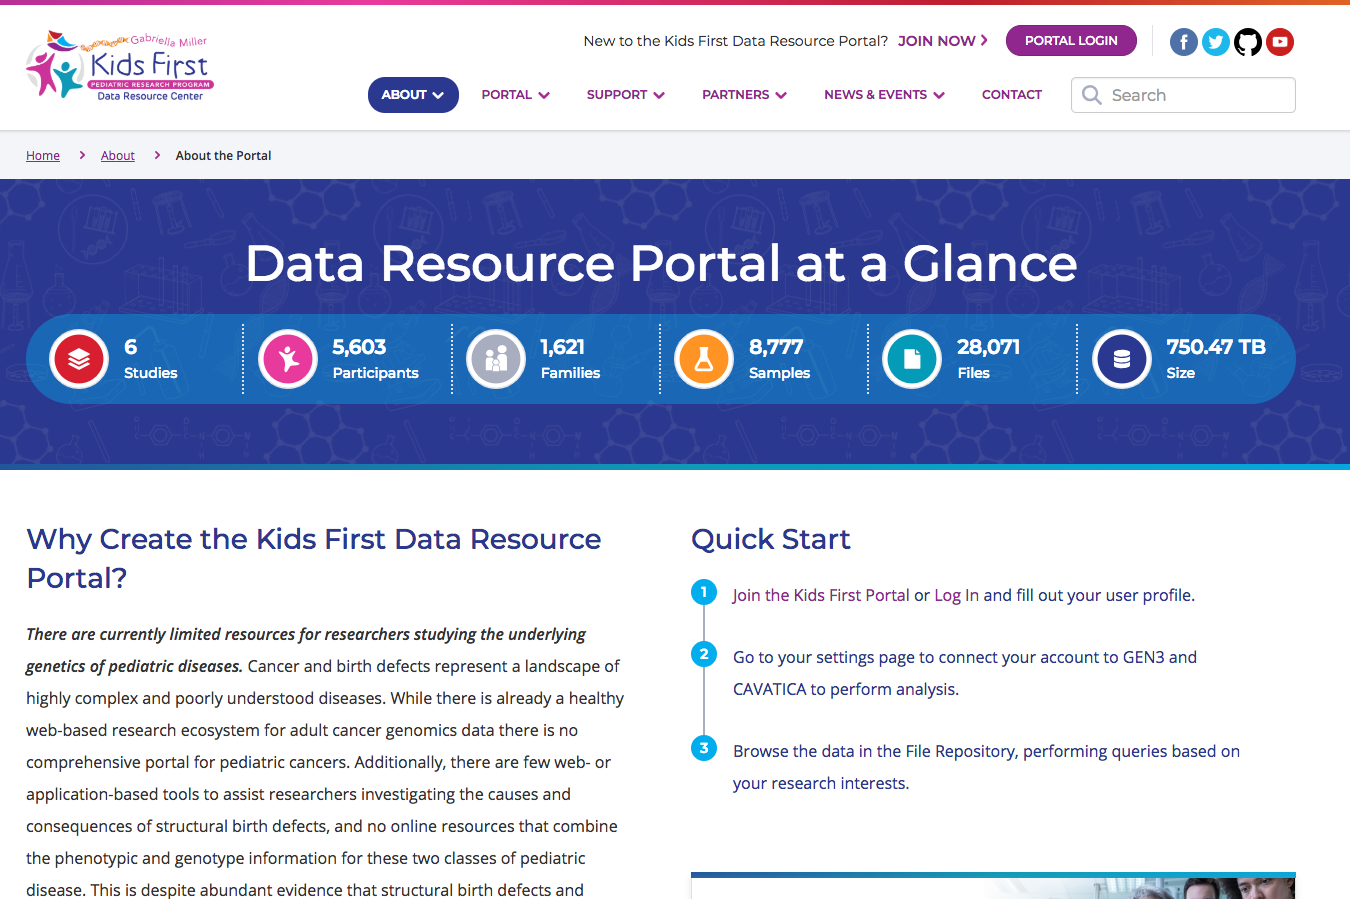 Gabriella Miller
Kids First
PEDIATRIC RESEARCH PROGRAM
Data Resource Center
New to the Kids First Data Resource Portal? JOIN NOW
PORTAL LOGIN
ABOUT
PORTAL
SUPPORT
PARTNERS
NEWS & EVENTS
CONTACT
Search
Home
About
About the Portal
Data Resource Portal at a Glance
6
Studies
5,603
Participants
1,621
Families
8,777
Samples
28,071
Files
750.47 TB
Size
Why Create the Kids First Data Resource
Portal?
There are currently limited resources for researchers studying the underlying
genetics of pediatric diseases. Cancer and birth defects represent a landscape of
highly complex and poorly understood diseases. While there is already a healthy
web-based research ecosystem for adult cancer genomics data there is no
comprehensive portal for pediatric cancers. Additionally, there are few web- or
application-based tools to assist researchers investigating the causes and
consequences of structural birth defects, and no online resources that combine
the phenotypic and genotype information for these two classes of pediatric
disease. This is despite abundant evidence that structural birth defects and
Quick Start
1
Join the Kids First Portal or Log In and fill out your user profile.
2
Go to your settings page to connect your account to GEN3 and
CAVATICA to perform analysis.
3
Browse the data in the File Repository, performing queries based on
your research interests.